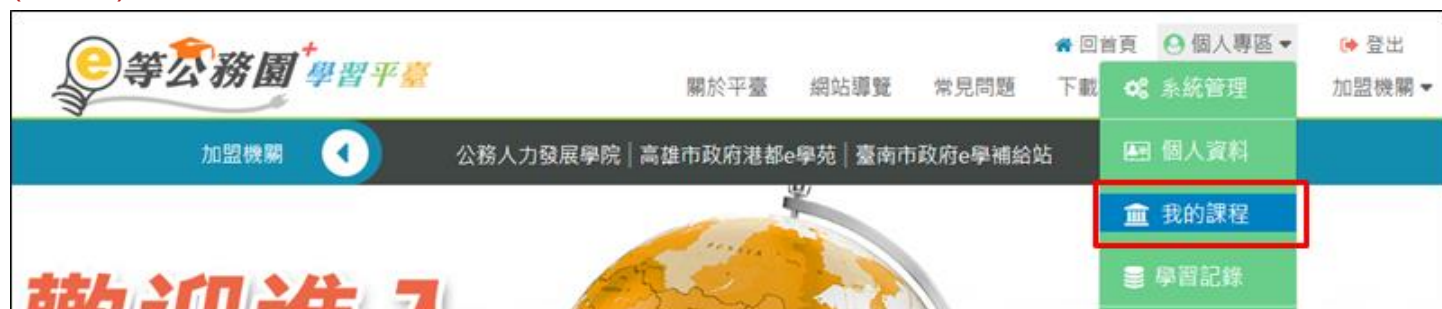 e等公務園+學習平臺
回首頁 個人專區 登出
關於平臺 網站導覽 常見問題 下載 加盟機關
系統管理
加盟機關 公務人力發展學院│高雄市政府港都e學苑│臺南市政府e學補給站
個人資料
我的課程
學習記錄
歡迎進入